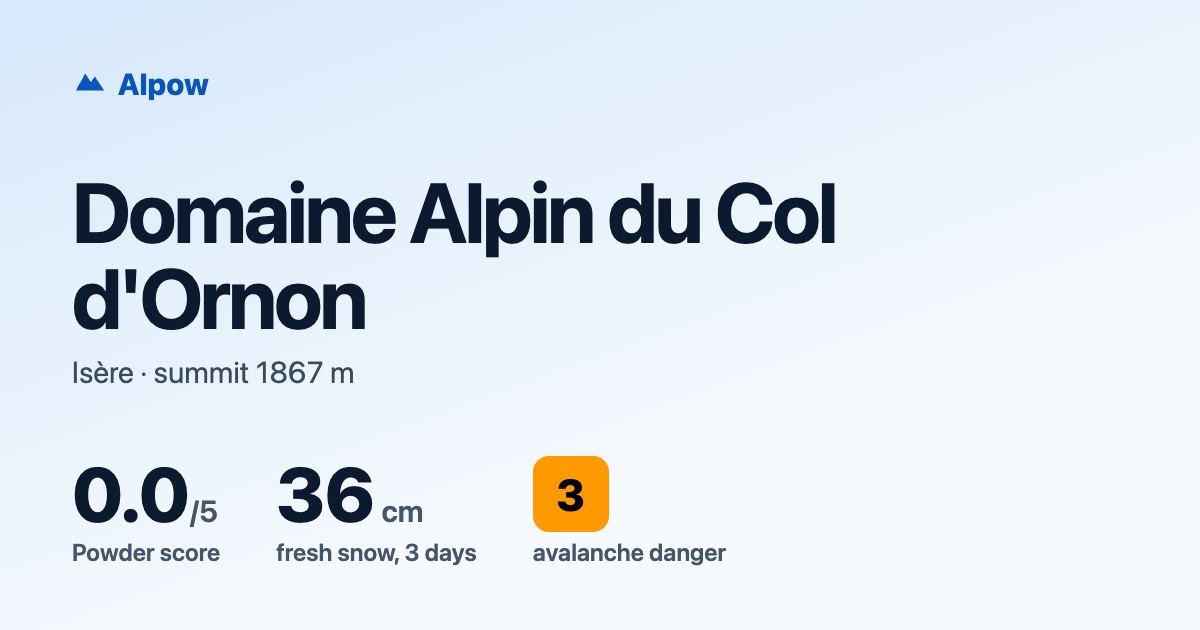 Alpow
Domaine Alpin du Col
d'Ornon
Isère · summit 1867 m
0.0/5
36 cm
3
Powder score
fresh snow, 3 days
avalanche danger